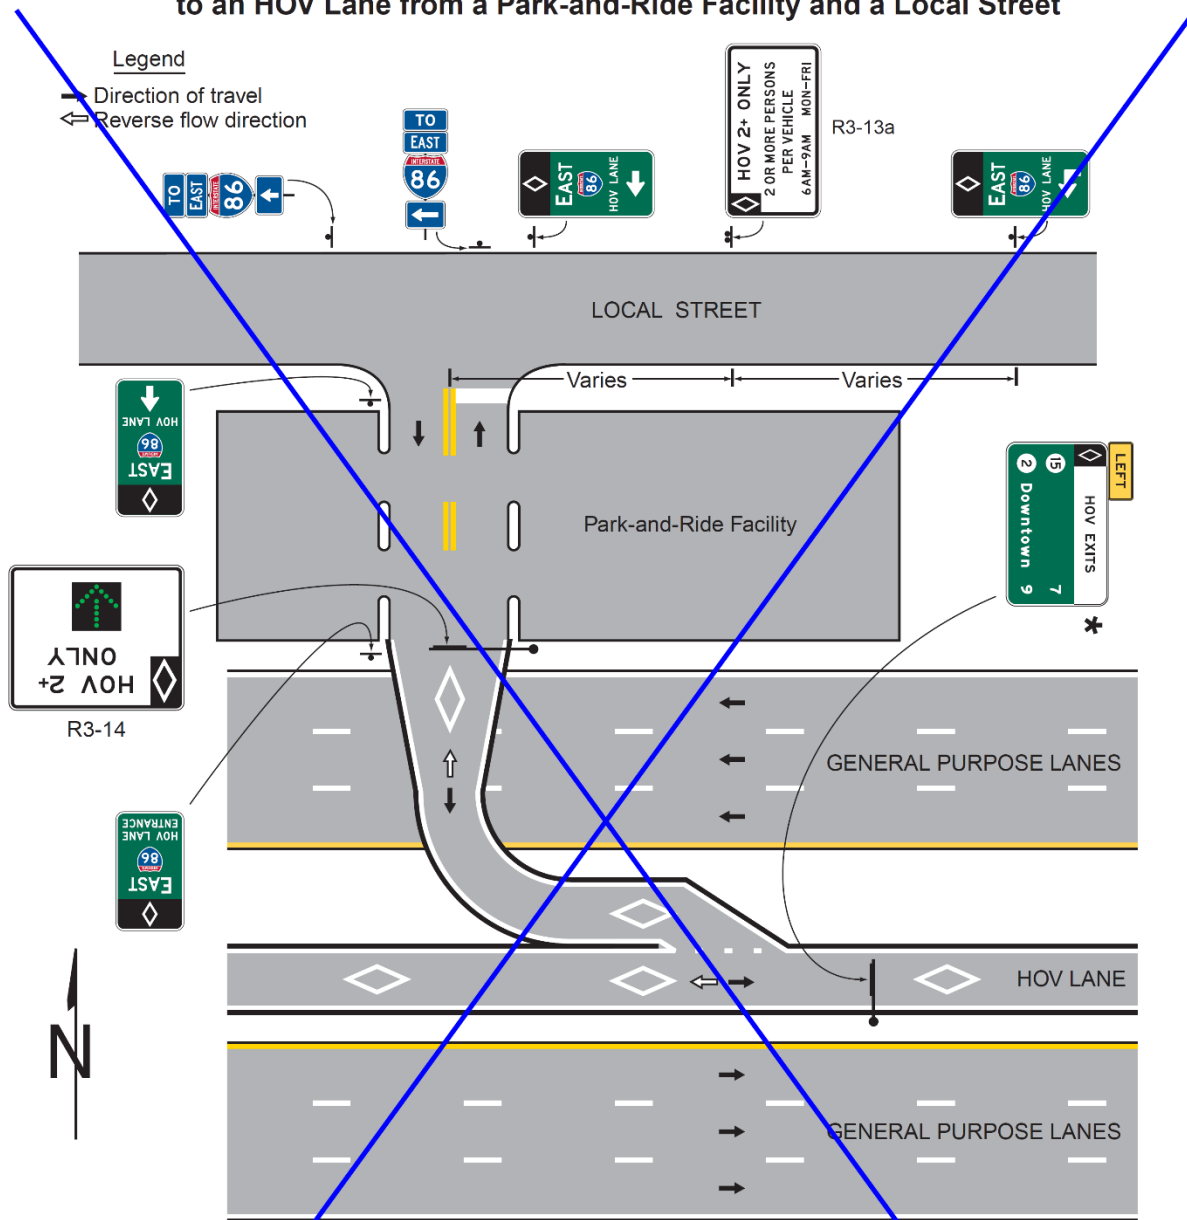 to an HOV Lane from a Park-and-Ride Facility and a Local Street
Legend
Direction of travel
Reverse flow direction
TO
EAST
INTERSTATE
86
TO
EAST
INTERSTATE
86
EAST
86
HOV LANE
HOV 2+ ONLY
2 OR MORE PERSONS
PER VEHICLE
6AM-9AM MON-FRI
R3-13a
EAST
86
HOV LANE
LOCAL STREET
Varies
Varies
EAST
86
HOV LANE
LEFT
HOV EXITS
15 7
2 Downtown 9
*
Park-and-Ride Facility
HOV 2+
ONLY
R3-14
GENERAL PURPOSE LANES
EAST
86
HOV LANE
ENTRANCE
HOV LANE
N
GENERAL PURPOSE LANES